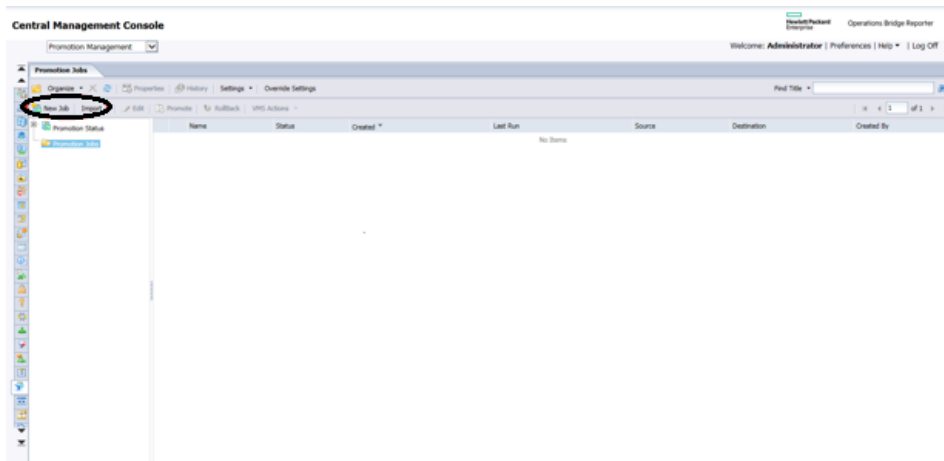 Central Management Console
Hewlett Packard Enterprise
Operations Bridge Reporter
Promotion Management
Welcome: Administrator | Preferences | Help | Log Off
Promotion Jobs
Organize Properties History Settings Override Settings Find Title
New Job Import Edit Promote Rollback VMS Actions 1 of 1
Promotion Status
Promotion Jobs
Name Status Created Last Run Source Destination Created By
No Items